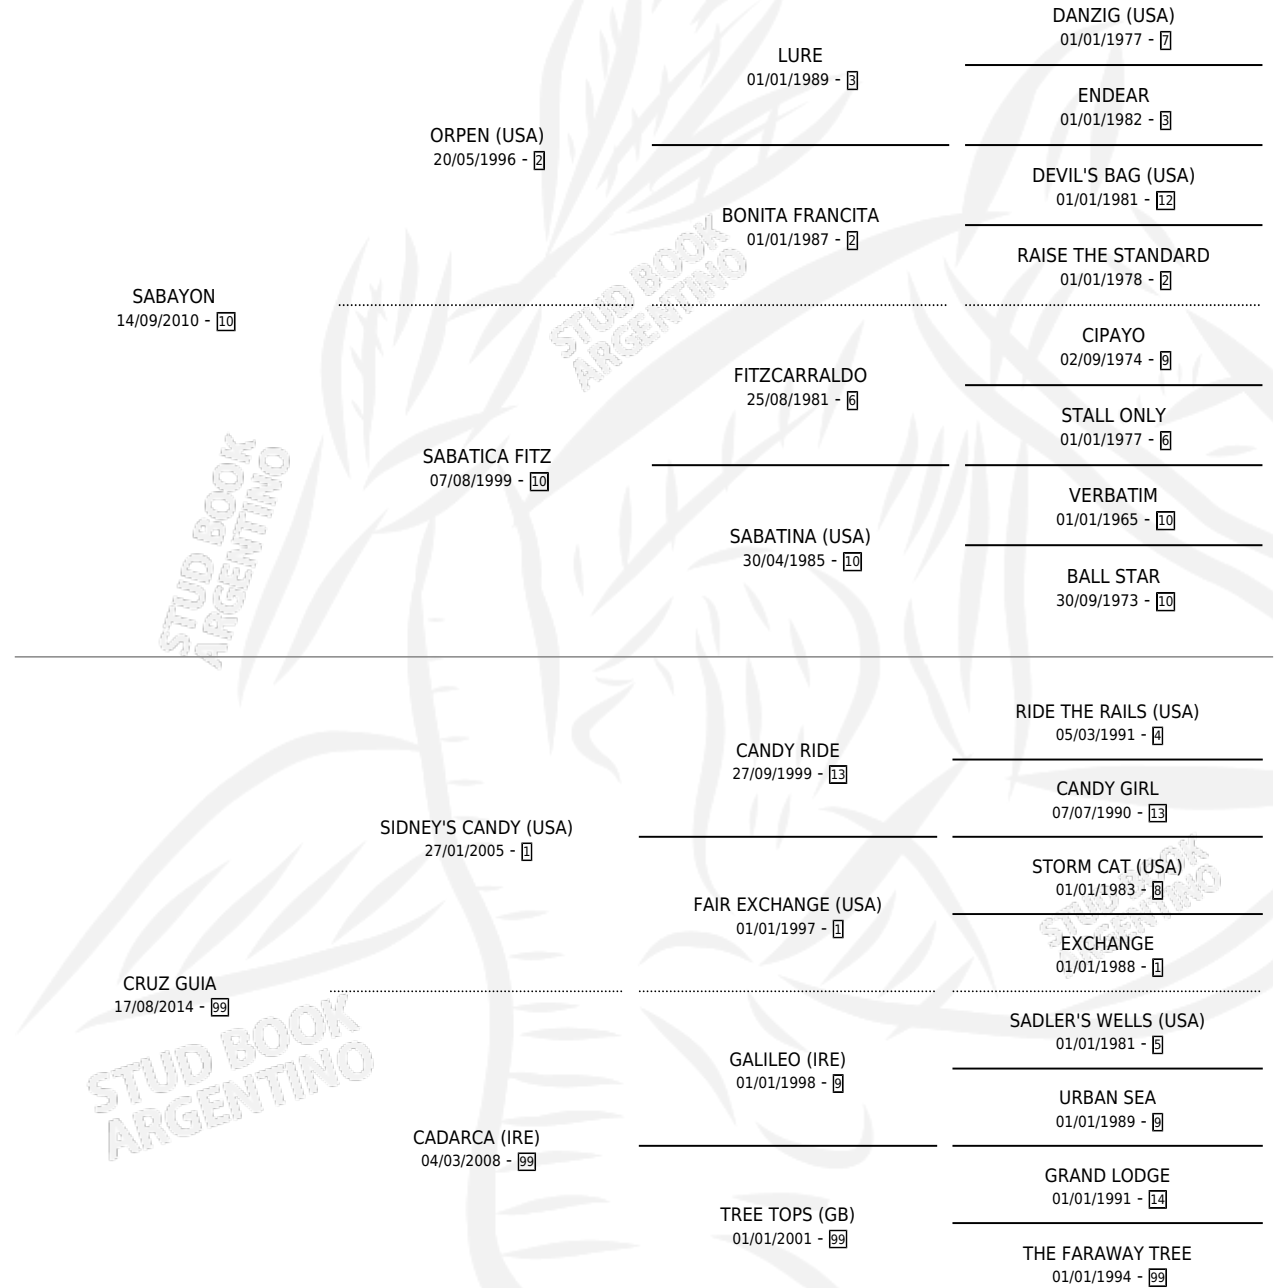 DANZIG (USA)
01/01/1977 - 7
LURE
01/01/1989 - 3
ENDEAR
01/01/1982 - 3
ORPEN (USA)
20/05/1996 - 2
DEVIL'S BAG (USA)
01/01/1981 - 12
BONITA FRANCITA
01/01/1987 - 2
RAISE THE STANDARD
01/01/1978 - 2
SABAYON
14/09/2010 - 10
CIPAYO
02/09/1974 - 9
FITZCARRALDO
25/08/1981 - 6
STALL ONLY
01/01/1977 - 6
SABATICA FITZ
07/08/1999 - 10
VERBATIM
01/01/1965 - 10
SABATINA (USA)
30/04/1985 - 10
BALL STAR
30/09/1973 - 10
RIDE THE RAILS (USA)
05/03/1991 - 4
CANDY RIDE
27/09/1999 - 13
CANDY GIRL
07/07/1990 - 13
SIDNEY'S CANDY (USA)
27/01/2005 - 1
STORM CAT (USA)
01/01/1983 - 8
FAIR EXCHANGE (USA)
01/01/1997 - 1
EXCHANGE
01/01/1988 - 1
CRUZ GUIA
17/08/2014 - 99
SADLER'S WELLS (USA)
01/01/1981 - 5
GALILEO (IRE)
01/01/1998 - 9
URBAN SEA
01/01/1989 - 9
CADARCA (IRE)
04/03/2008 - 99
GRAND LODGE
01/01/1991 - 14
TREE TOPS (GB)
01/01/2001 - 99
THE FARAWAY TREE
01/01/1994 - 99
STUD BOOK
ARGENTINO
STUD BOOK
ARGENTINO
STUD BOOK
ARGENTINO
STUD BOOK
ARGENTINO